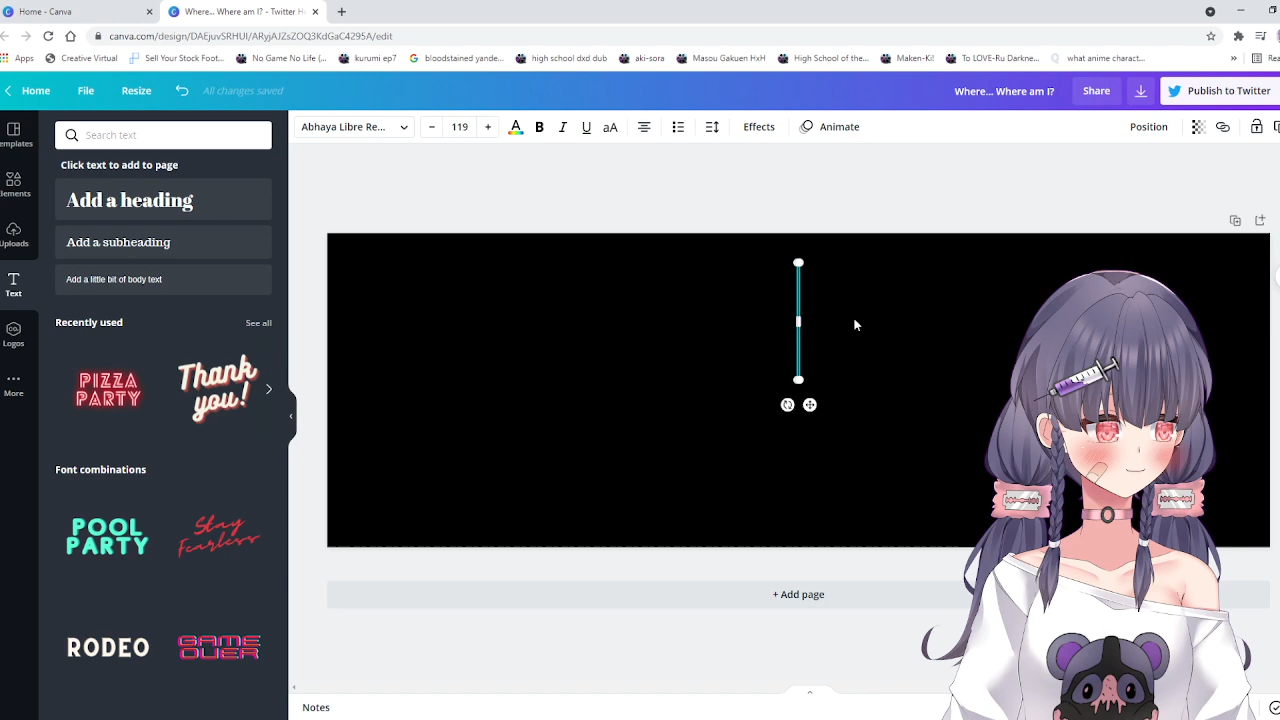 Home - Canva
Where... Where am I? - Twitter H
canva.com/design/DAEjuvSRHUI/ARyjAJZsZOQ3KdGaC4295A/edit
Apps
Creative Virtual
Sell Your Stock Foot...
No Game No Life (...
kurumi ep7
bloodstained yande...
high school dxd dub
aki-sora
Masou Gakuen HxH
High School of the...
Maken-Ki!
To LOVE-Ru Darkne...
what anime charact...
Rea
Home
File
Resize
All changes saved
Where... Where am I?
Share
Publish to Twitter
Abhaya Libre Re...
119
B
I
U
aA
Effects
Animate
Position
Search text
Click text to add to page
Add a heading
Add a subheading
Add a little bit of body text
emplates
lements
Uploads
Text
Logos
More
Recently used
See all
PIZZA
PARTY
Thank
you!
Font combinations
POOL
PARTY
Stay
Fearless
RODEO
GAME
OVER
+ Add page
Notes